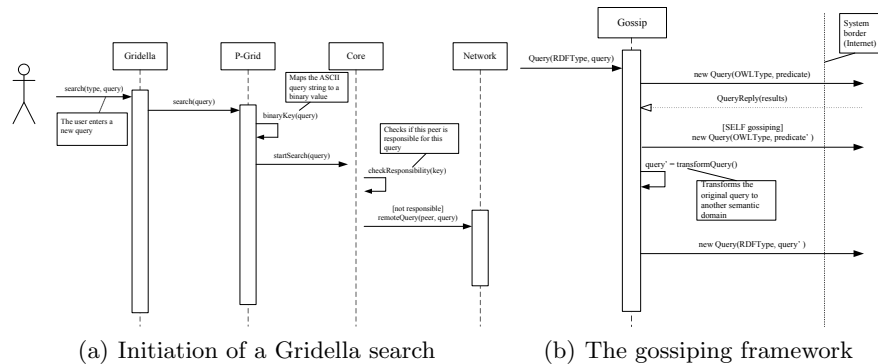 Gridella
P-Grid
Core
Network
search(type, query)
The user enters a
new query
search(query)
Maps the ASCII
query string to a
binary value
binaryKey(query)
startSearch(query)
Checks if this peer is
responsible for this
query
checkResponsibility(key)
[not responsible]
remoteQuery(peer, query)
(a) Initiation of a Gridella search
Gossip
System
border
(Internet)
Query(RDFType, query)
new Query(OWLType, predicate)
QueryReply(results)
[SELF gossiping]
new Query(OWLType, predicate' )
query' = transformQuery()
Transforms the
original query to
another semantic
domain
new Query(RDFType, query' )
(b) The gossiping framework